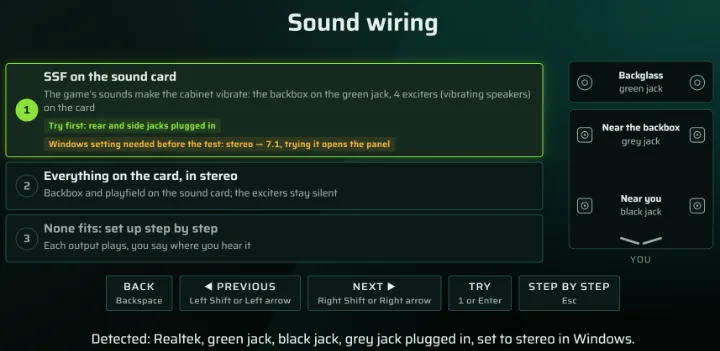 Sound wiring
1
SSF on the sound card
The game's sounds make the cabinet vibrate: the backbox on the green jack, 4 exciters (vibrating speakers)
on the card
Try first: rear and side jacks plugged in
Windows setting needed before the test: stereo → 7.1, trying it opens the panel
2
Everything on the card, in stereo
Backbox and playfield on the sound card; the exciters stay silent
3
None fits: set up step by step
Each output plays, you say where you hear it
Backglass
green jack
Near the backbox
grey jack
Near you
black jack
YOU
BACK
Backspace
◀ PREVIOUS
Left Shift or Left arrow
NEXT ▶
Right Shift or Right arrow
TRY
1 or Enter
STEP BY STEP
Esc
Detected: Realtek, green jack, black jack, grey jack plugged in, set to stereo in Windows.